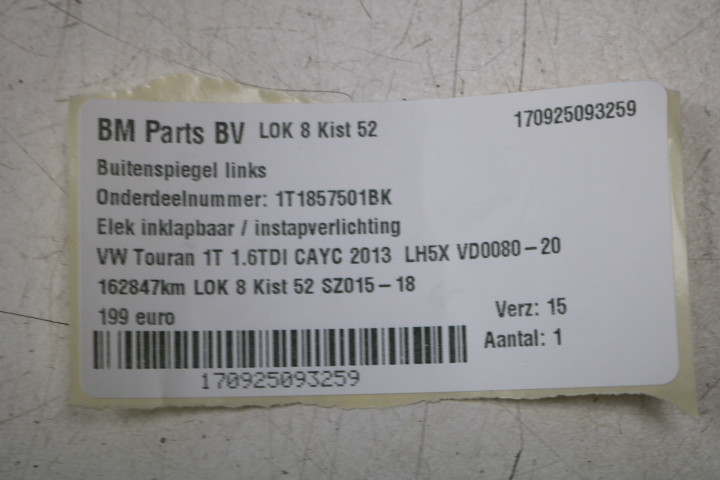 BM Parts BV LOK 8 Kist 52 170925093259
Buitenspiegel links
Onderdeelnummer: 1T1857501BK
Elek inklapbaar / instapverlichting
VW Touran 1T 1.6TDI CAYC 2013 LH5X VD0080-20
162847km LOK 8 Kist 52 SZ015-18
199 euro Verz: 15
Aantal: 1
170925093259